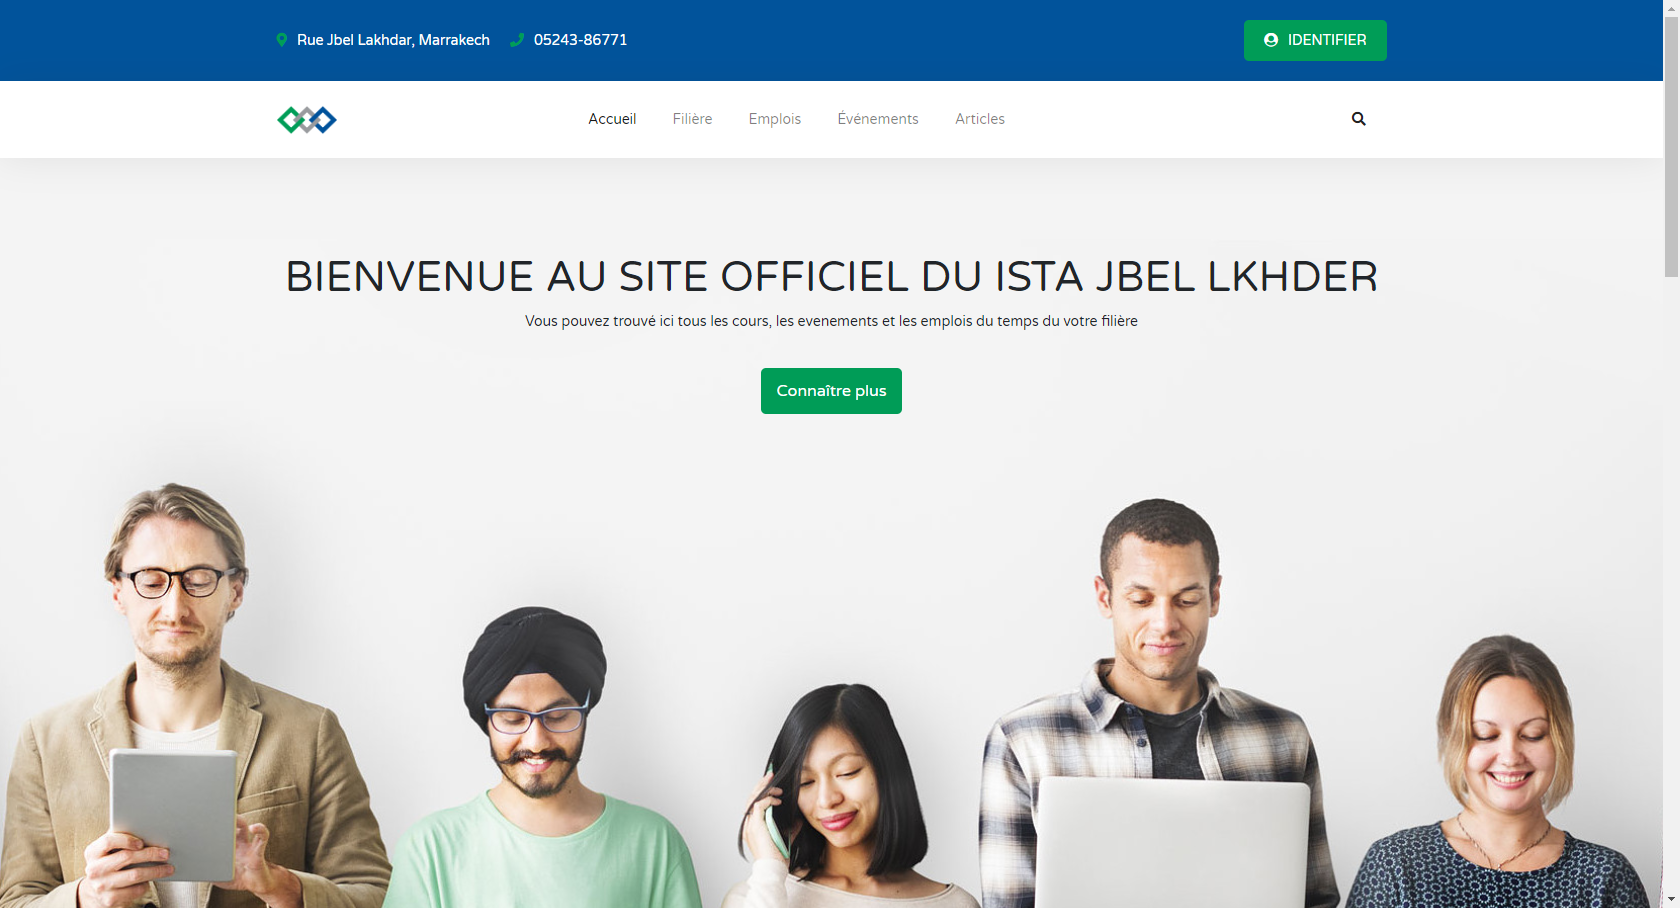 Rue Jbel Lakhdar, Marrakech 05243-86771 IDENTIFIER
Accueil Filière Emplois Événements Articles
BIENVENUE AU SITE OFFICIEL DU ISTA JBEL LKHDER
Vous pouvez trouvé ici tous les cours, les evenements et les emplois du temps du votre filière
Connaître plus